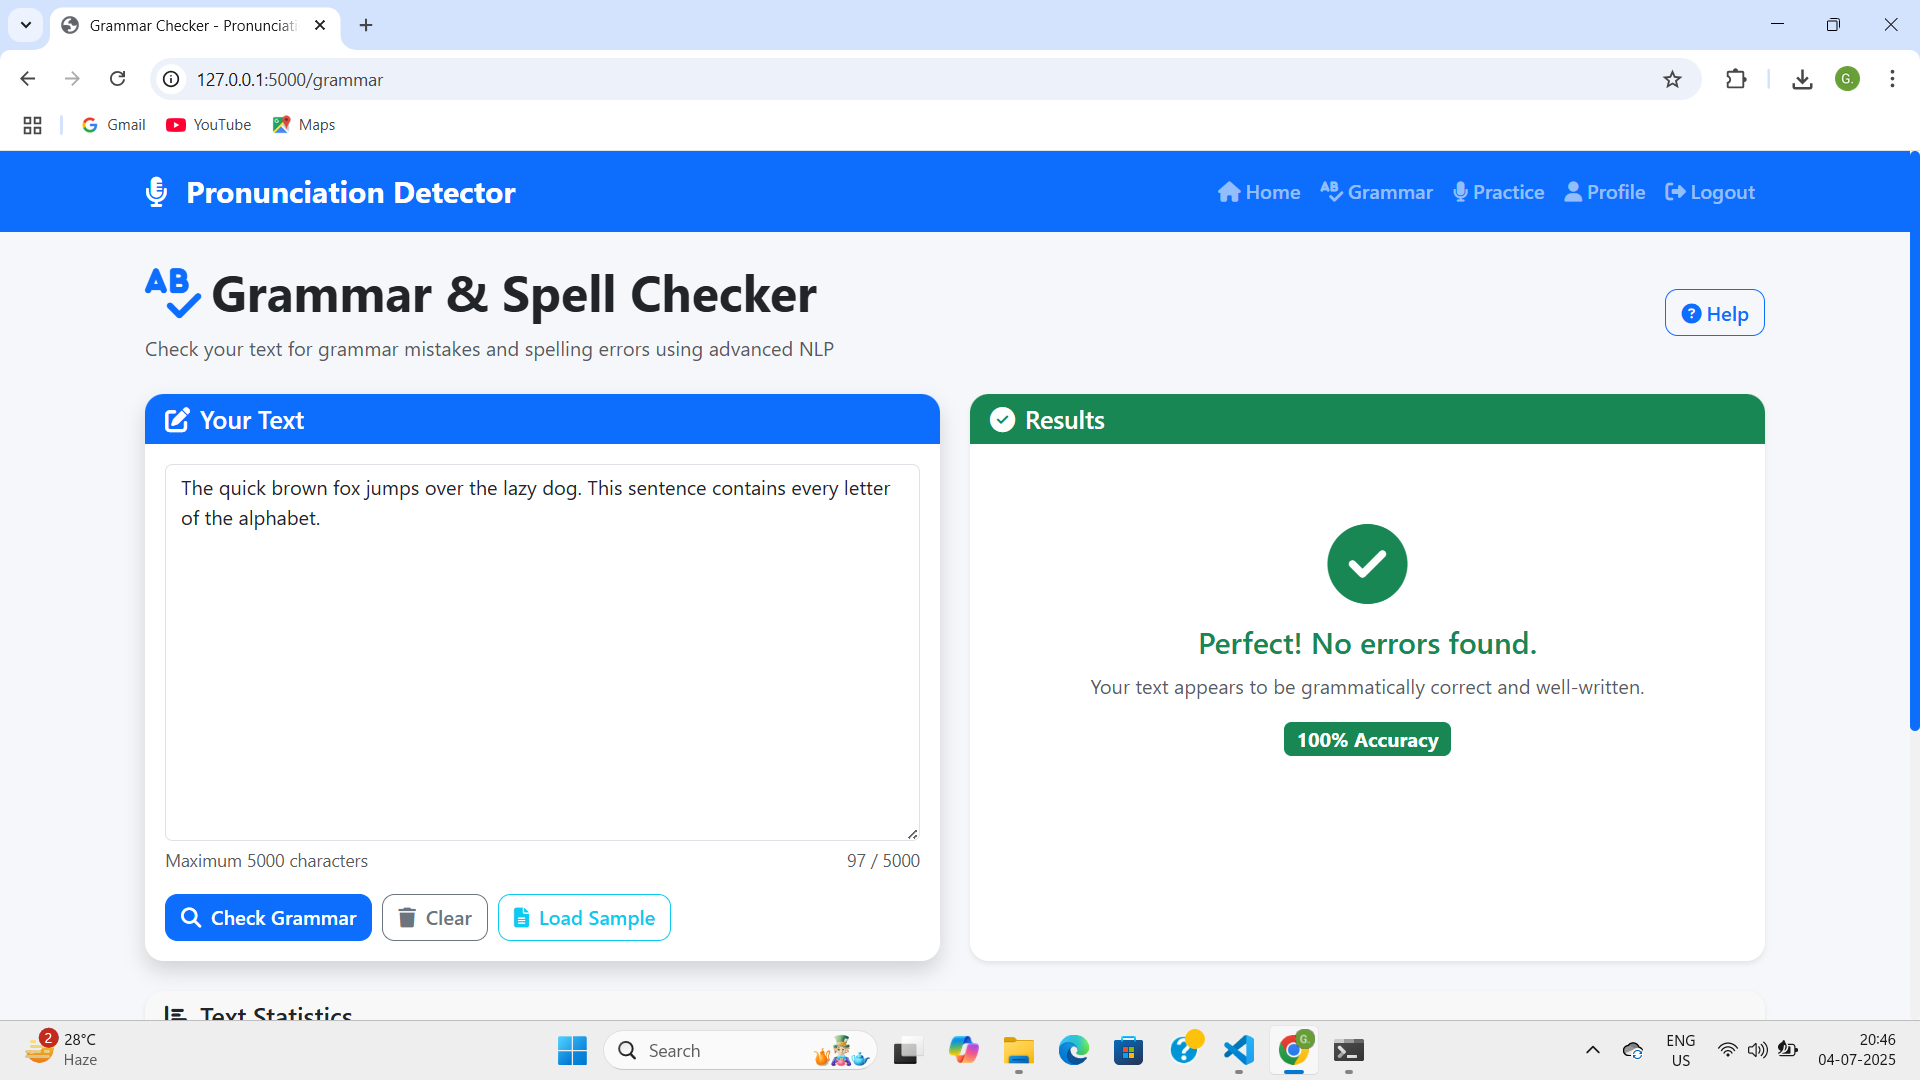 Grammar Checker - Pronunciati
127.0.0.1:5000/grammar
G.
Gmail
YouTube
Maps
Pronunciation Detector
Home
Grammar
Practice
Profile
Logout
Grammar & Spell Checker
Help
Check your text for grammar mistakes and spelling errors using advanced NLP
Your Text
The quick brown fox jumps over the lazy dog. This sentence contains every letter
of the alphabet.
Maximum 5000 characters
97 / 5000
Check Grammar
Clear
Load Sample
Results
Perfect! No errors found.
Your text appears to be grammatically correct and well-written.
100% Accuracy
Text Statistics
2
28°C
Haze
Search
G.
ENG
US
20:46
04-07-2025